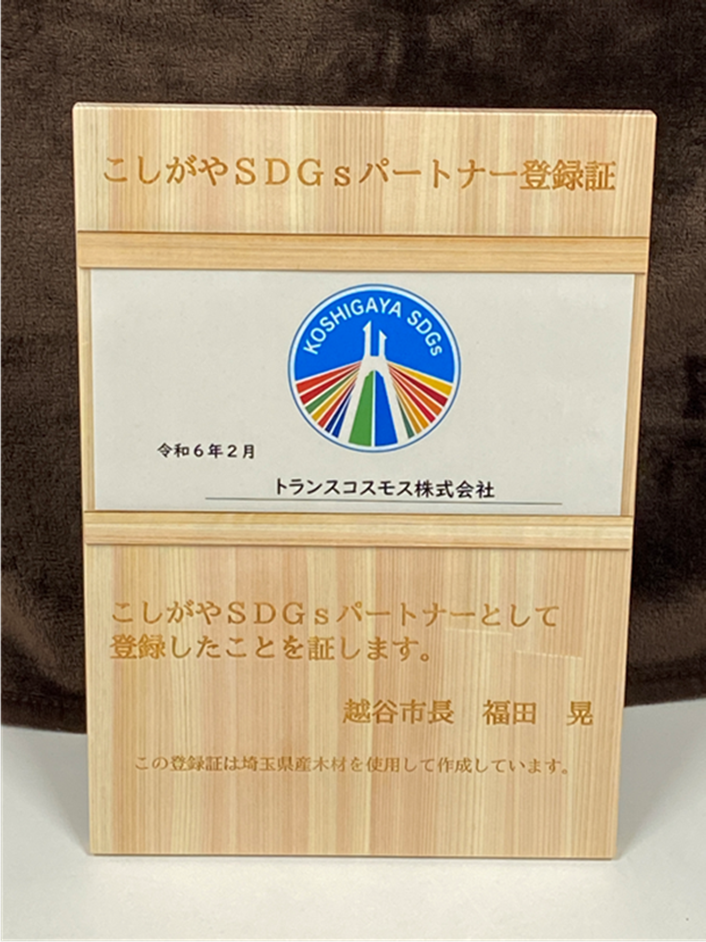 こしがやSDGsパートナー登録証
KOSHIGAYA SDGs
令和6年2月
トランスコスモス株式会社
こしがやSDGsパートナーとして
登録したことを証します。
越谷市長　福田　晃
この登録証は埼玉県産木材を使用して作成しています。